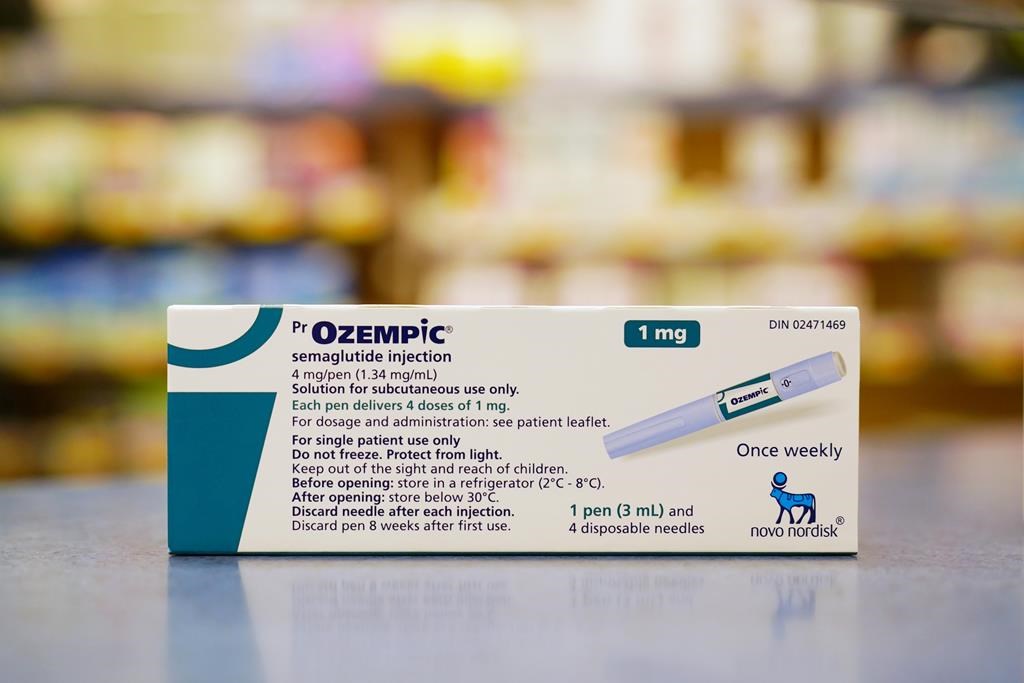 Pr OZEMPIC®
semaglutide injection
4 mg/pen (1.34 mg/mL)
Solution for subcutaneous use only.
Each pen delivers 4 doses of 1 mg.
For dosage and administration: see patient leaflet.
For single patient use only
Do not freeze. Protect from light.
Keep out of the sight and reach of children.
Before opening: store in a refrigerator (2°C - 8°C).
After opening: store below 30°C.
Discard needle after each injection.
Discard pen 8 weeks after first use.
1 mg
DIN 02471469
OZEMPIC®
-0-
Once weekly
1 pen (3 mL) and
4 disposable needles
novo nordisk®